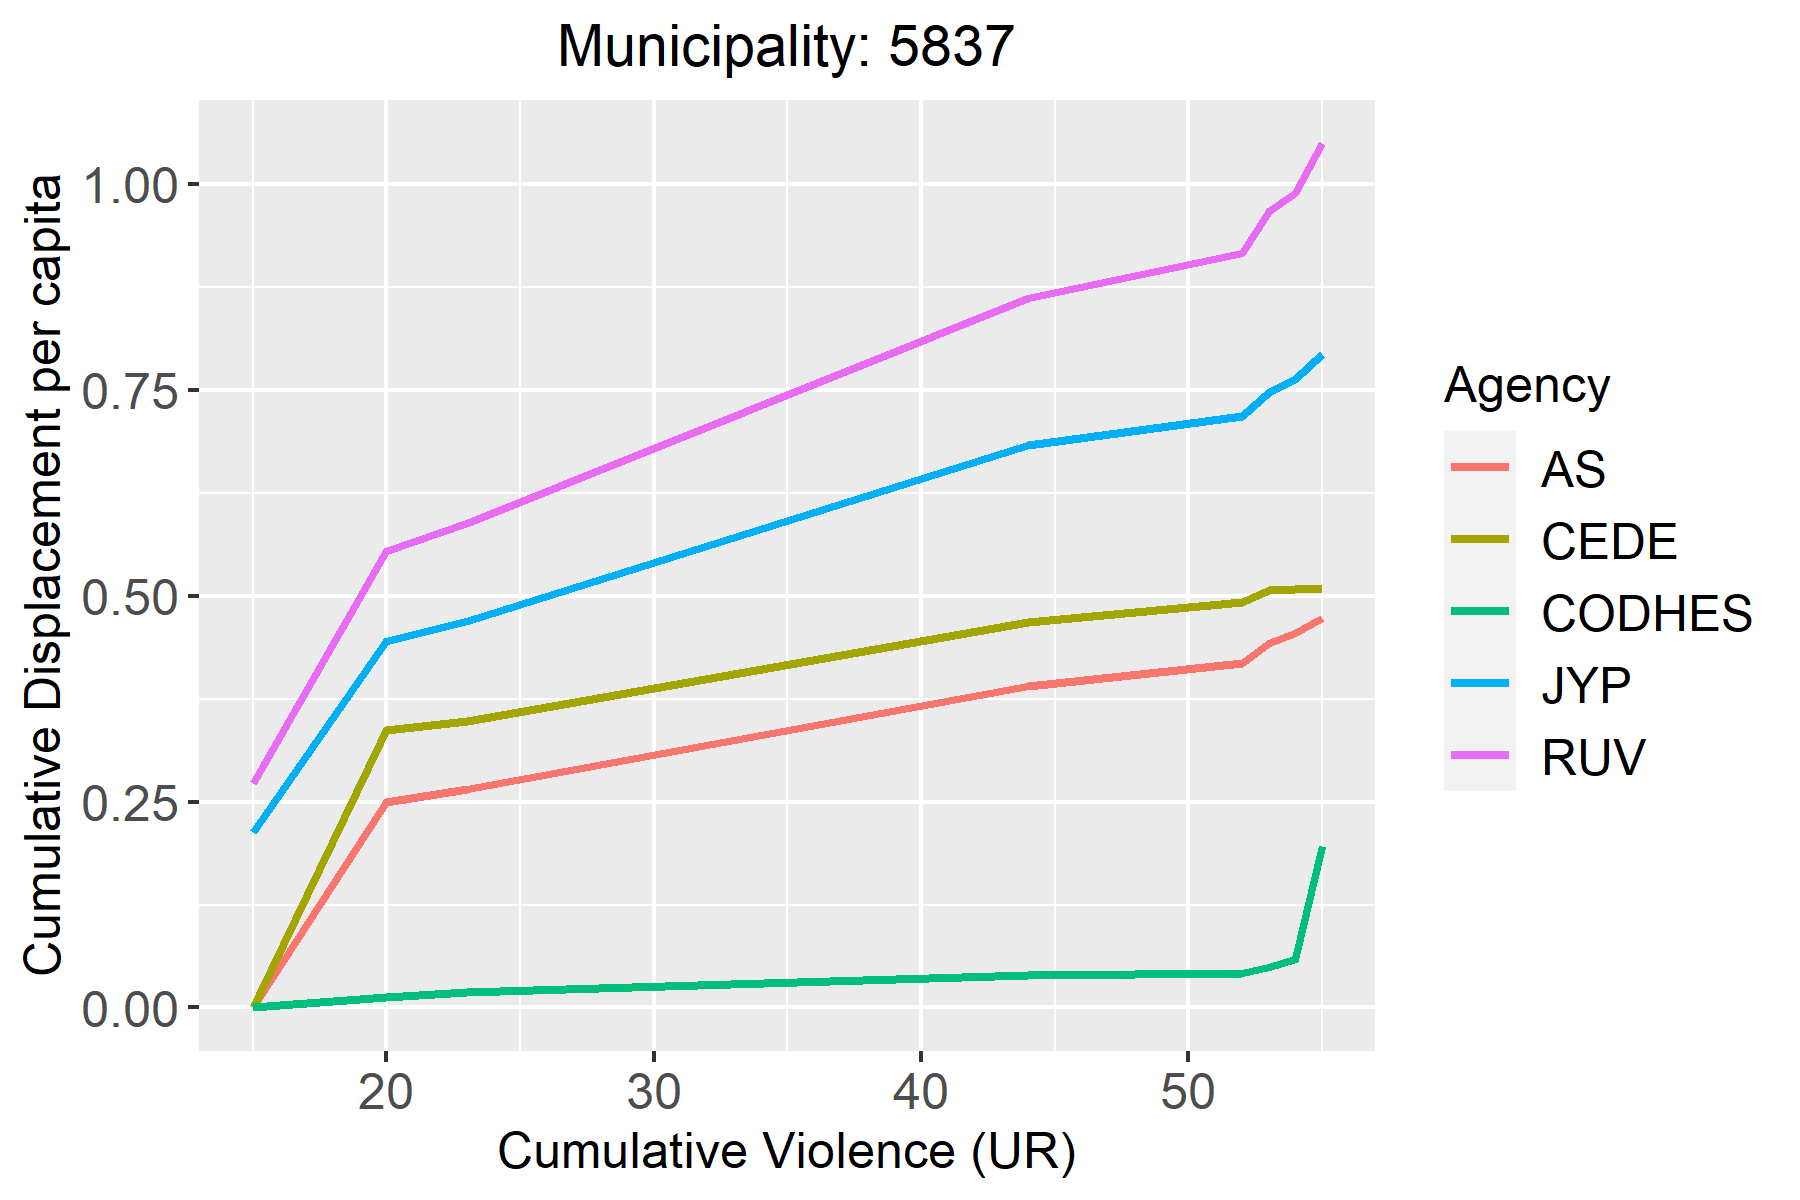 Municipality: 5837
Cumulative Displacement per capita
1.00
0.75
0.50
0.25
0.00
20 30 40 50
Cumulative Violence (UR)
Agency
AS
CEDE
CODHES
JYP
RUV